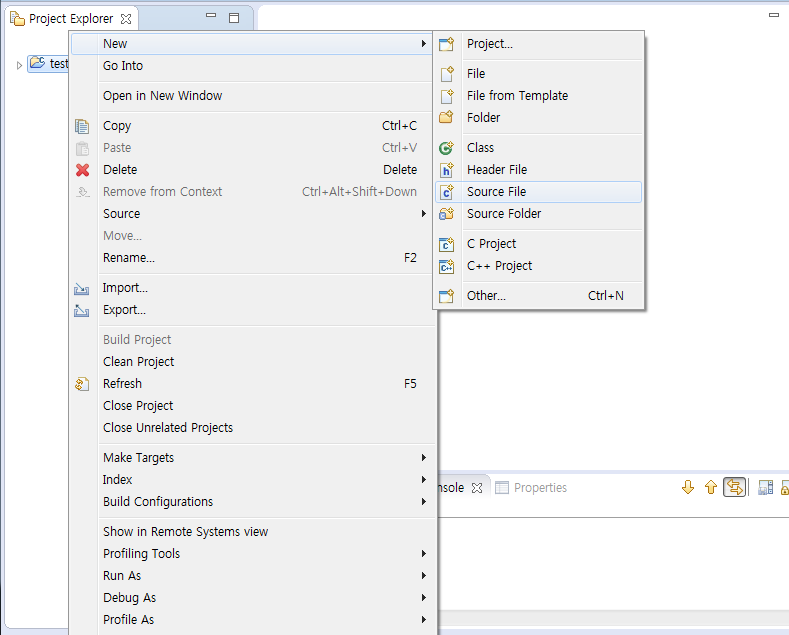 Project Explorer
test
New
Go Into
Open in New Window
Copy Ctrl+C
Paste Ctrl+V
Delete Delete
Remove from Context Ctrl+Alt+Shift+Down
Source
Move...
Rename... F2
Import...
Export...
Build Project
Clean Project
Refresh F5
Close Project
Close Unrelated Projects
Make Targets
Index
Build Configurations
Show in Remote Systems view
Profiling Tools
Run As
Debug As
Profile As
Project...
File
File from Template
Folder
Class
Header File
Source File
Source Folder
C Project
C++ Project
Other... Ctrl+N
nsole
Properties